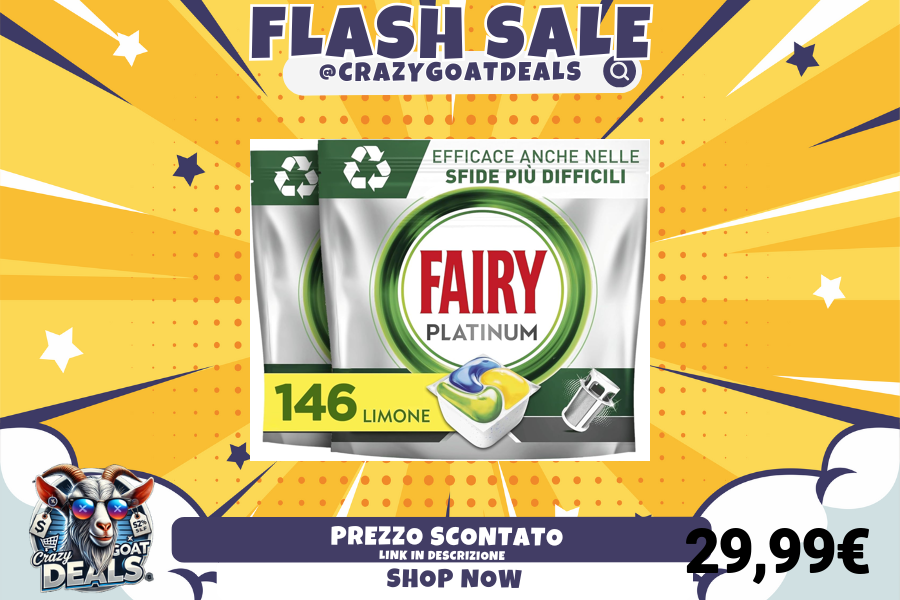 FLASH SALE
@CRAZYGOATDEALS
EFFICACE ANCHE NELLE
SFIDE PIÙ DIFFICILI
FAIRY
PLATINUM
146 LIMONE
$
52%
Crazy
GOAT
DEALS
PREZZO SCONTATO
LINK IN DESCRIZIONE
SHOP NOW
29,99€